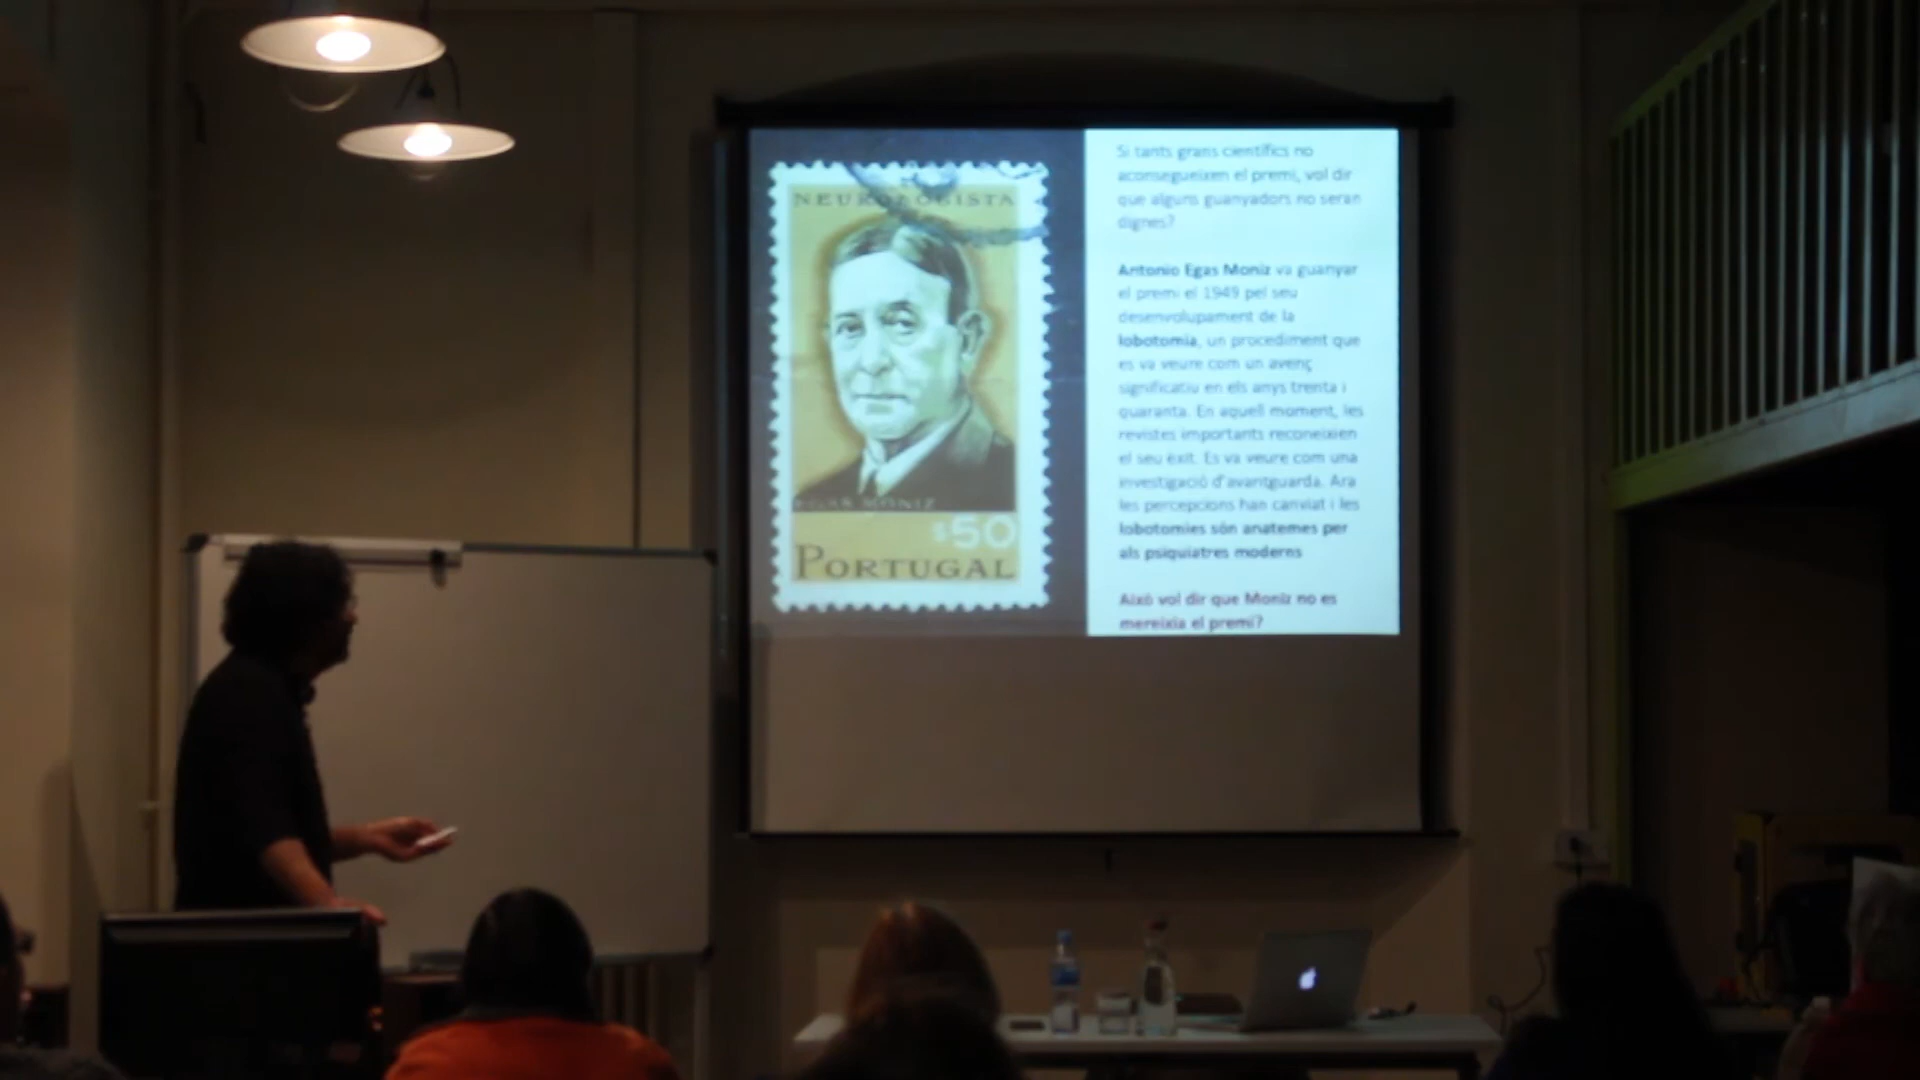 NEUROLOGISTA
EGAS MONIZ
$50
PORTUGAL
Si tants grans científics no
aconsegueixen el premi, vol dir
que alguns guanyadors no seran
dignes?
Antonio Egas Moniz va guanyar
el premi el 1949 pel seu
desenvolupament de la
lobotomia, un procediment que
es va veure com un avenç
significatiu en els anys trenta i
quaranta. En aquell moment, les
revistes importants reconeixien
el seu èxit. Es va veure com una
investigació d'avantguarda. Ara
les percepcions han canviat i les
lobotomies són anatemes per
als psiquiatres moderns
Això vol dir que Moniz no es
mereixia el premi?